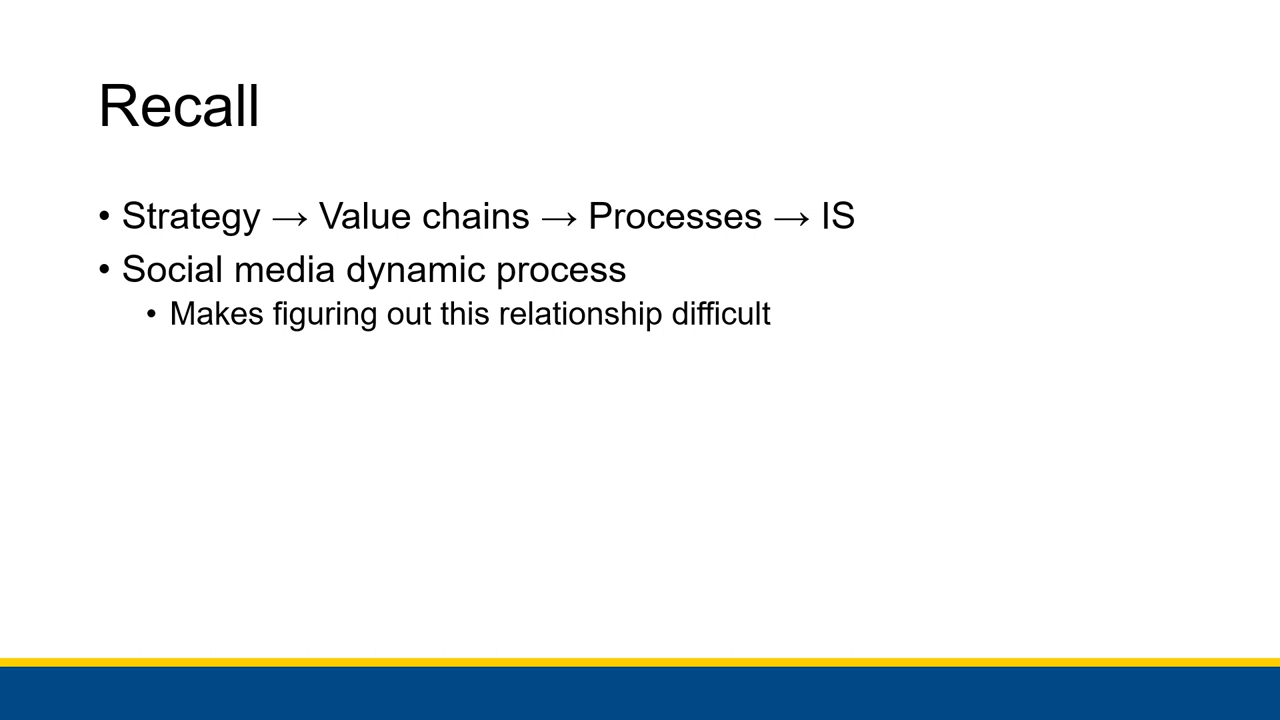 Recall
• Strategy → Value chains → Processes → IS
• Social media dynamic process
• Makes figuring out this relationship difficult